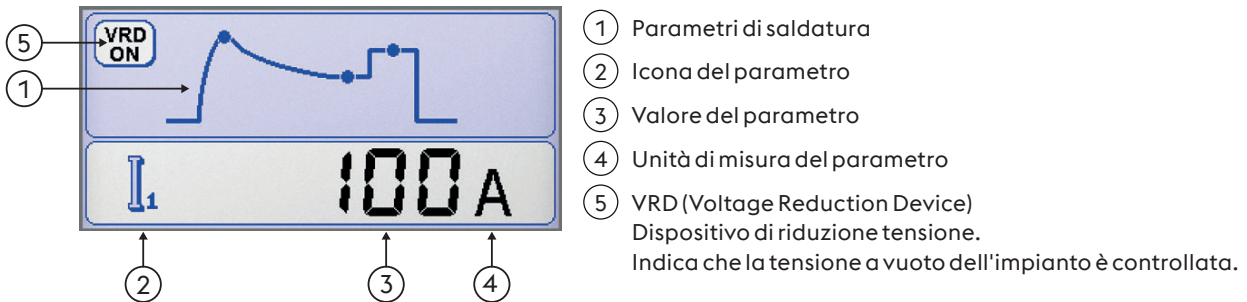 5
VRD
ON
1
I1
100 A
2
3
4
1 Parametri di saldatura
2 Icona del parametro
3 Valore del parametro
4 Unità di misura del parametro
5 VRD (Voltage Reduction Device)
Dispositivo di riduzione tensione.
Indica che la tensione a vuoto dell'impianto è controllata.